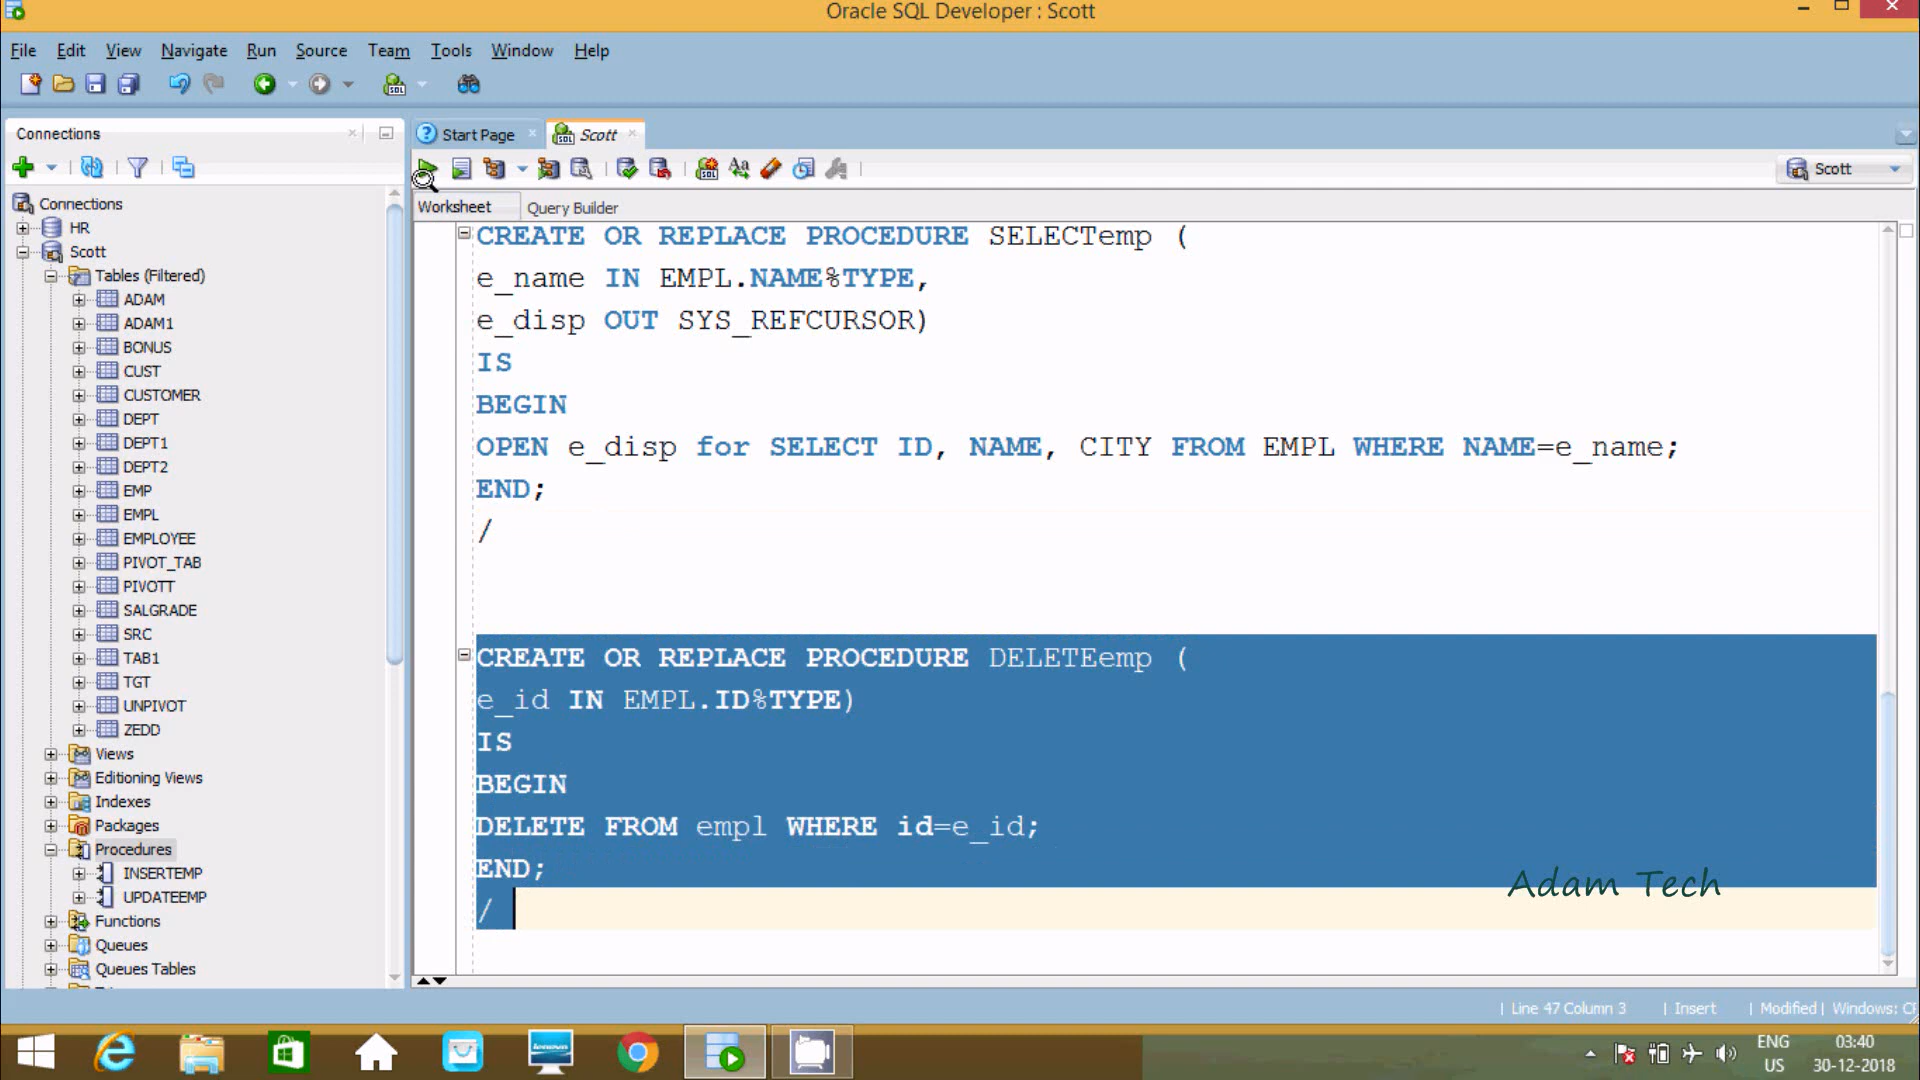 Oracle SQL Developer : Scott
File Edit View Navigate Run Source Team Tools Window Help
Connections
Start Page
Scott
Scott
Worksheet
Query Builder
Connections
HR
Scott
Tables (Filtered)
ADAM
ADAM1
BONUS
CUST
CUSTOMER
DEPT
DEPT1
DEPT2
EMP
EMPL
EMPLOYEE
PIVOT_TAB
PIVOTT
SALGRADE
SRC
TAB1
TGT
UNPIVOT
ZEDD
Views
Editioning Views
Indexes
Packages
Procedures
INSERTEMP
UPDATEEMP
Functions
Queues
Queues Tables
CREATE OR REPLACE PROCEDURE SELECTemp (
e_name IN EMPL.NAME%TYPE,
e_disp OUT SYS_REFCURSOR)
IS
BEGIN
OPEN e_disp for SELECT ID, NAME, CITY FROM EMPL WHERE NAME=e_name;
END;
/
CREATE OR REPLACE PROCEDURE DELETEemp (
e_id IN EMPL.ID%TYPE)
IS
BEGIN
DELETE FROM empl WHERE id=e_id;
END;
/
Adam Tech
Line 47 Column 3 | Insert | Modified | Windows:
ENG
US
03:40
30-12-2018